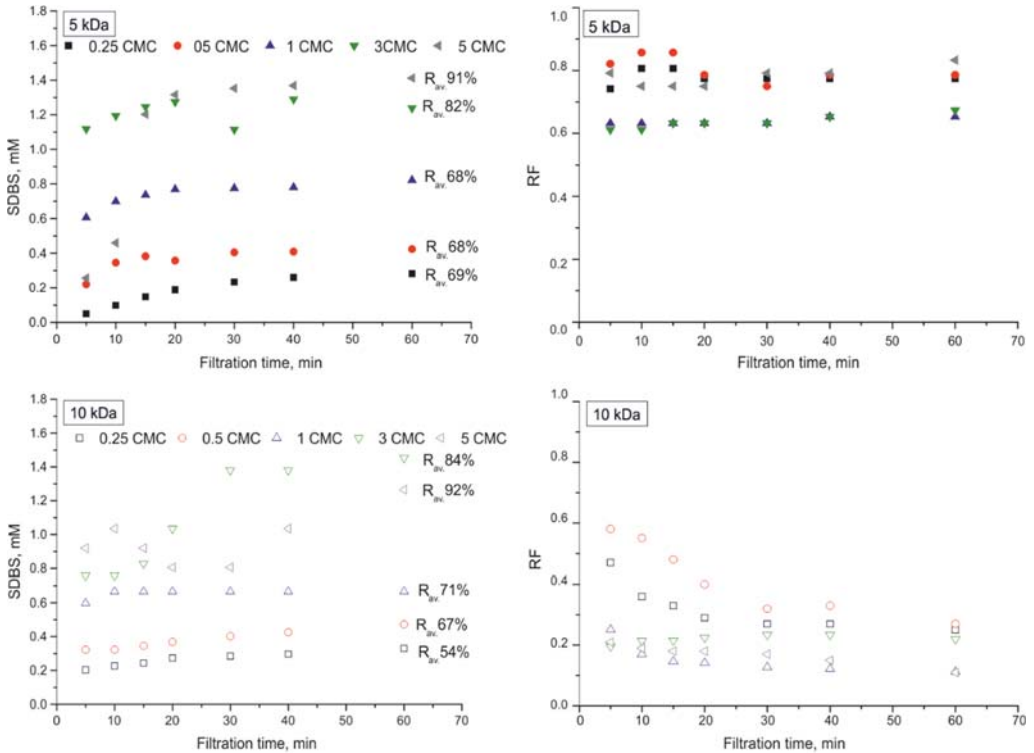 5 kDa
0.25 CMC 05 CMC 1 CMC 3CMC 5 CMC
1.8
1.6
1.4
1.2
1.0
0.8
0.6
0.4
0.2
0.0
SDBS, mM
Rav.91%
Rav.82%
Rav.68%
Rav.68%
Rav.69%
0 10 20 30 40 50 60 70
Filtration time, min
5 kDa
1.0
0.8
0.6
0.4
0.2
0.0
RF
0 10 20 30 40 50 60 70
Filtration time, min
10 kDa
0.25 CMC 0.5 CMC 1 CMC 3 CMC 5 CMC
1.8
1.6
1.4
1.2
1.0
0.8
0.6
0.4
0.2
0.0
SDBS, mM
Rav.84%
Rav.92%
Rav.71%
Rav.67%
Rav.54%
0 10 20 30 40 50 60 70
Filtration time, min
10 kDa
1.0
0.8
0.6
0.4
0.2
0.0
RF
0 10 20 30 40 50 60 70
Filtration time, min